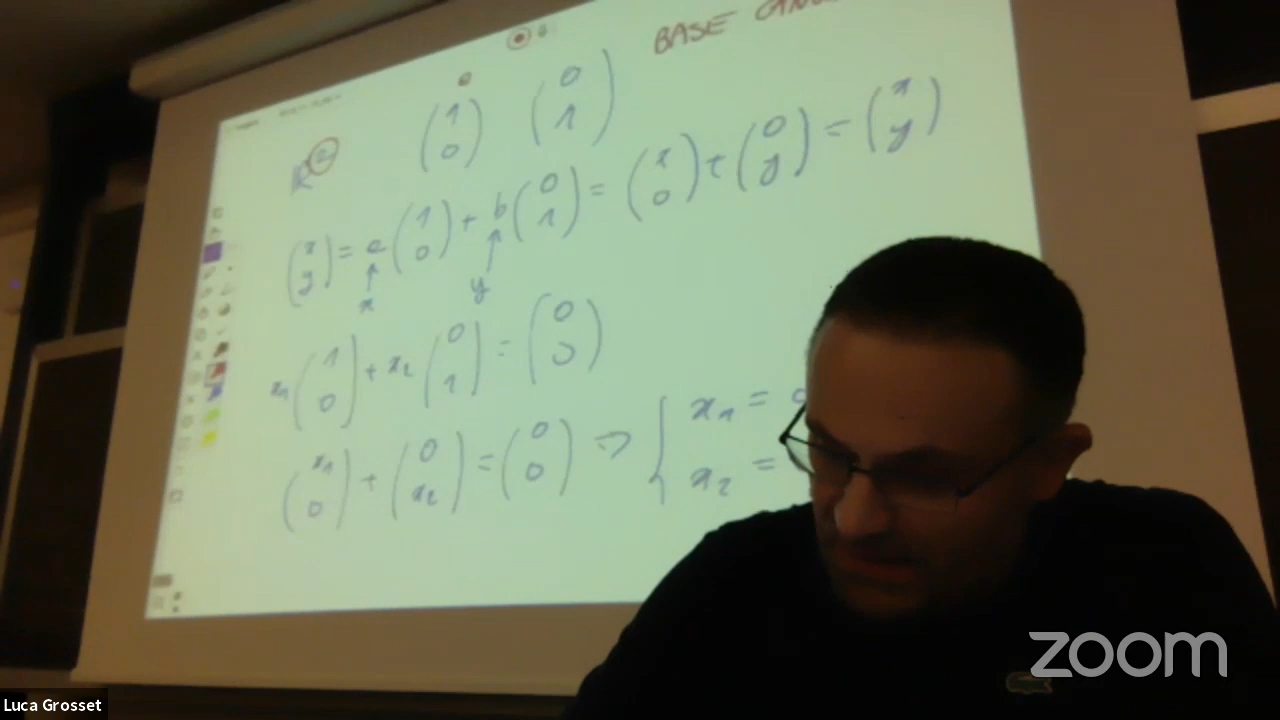 BASE
ℝ² (1 0) (0 1)
(x y) = a (1 0) + b (0 1) = (x 0) + (0 y) = (x y)
x y
x₁ (1 0) + x₂ (0 1) = (0 0)
(x₁ 0) + (0 x₂) = (0 0) ⇒ { x₁ =
x₂ =
zoom
Luca Grosset